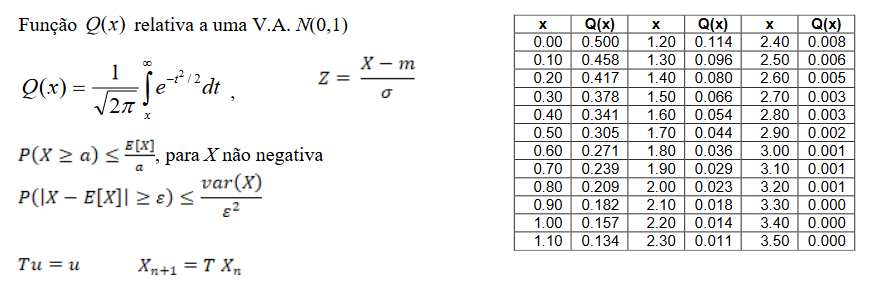 Função Q(x) relativa a uma V.A. N(0,1)
Q(x) = 1/√2π ∫ₓ^∞ e^(-t²/2) dt , Z = (X − m)/σ
P(X ≥ a) ≤ E[X]/a, para X não negativa
P(|X − E[X]| ≥ ε) ≤ var(X)/ε²
Tu = u Xₙ₊₁ = T Xₙ
x Q(x) x Q(x) x Q(x)
0.00 0.500 1.20 0.114 2.40 0.008
0.10 0.458 1.30 0.096 2.50 0.006
0.20 0.417 1.40 0.080 2.60 0.005
0.30 0.378 1.50 0.066 2.70 0.003
0.40 0.341 1.60 0.054 2.80 0.003
0.50 0.305 1.70 0.044 2.90 0.002
0.60 0.271 1.80 0.036 3.00 0.001
0.70 0.239 1.90 0.029 3.10 0.001
0.80 0.209 2.00 0.023 3.20 0.001
0.90 0.182 2.10 0.018 3.30 0.000
1.00 0.157 2.20 0.014 3.40 0.000
1.10 0.134 2.30 0.011 3.50 0.000